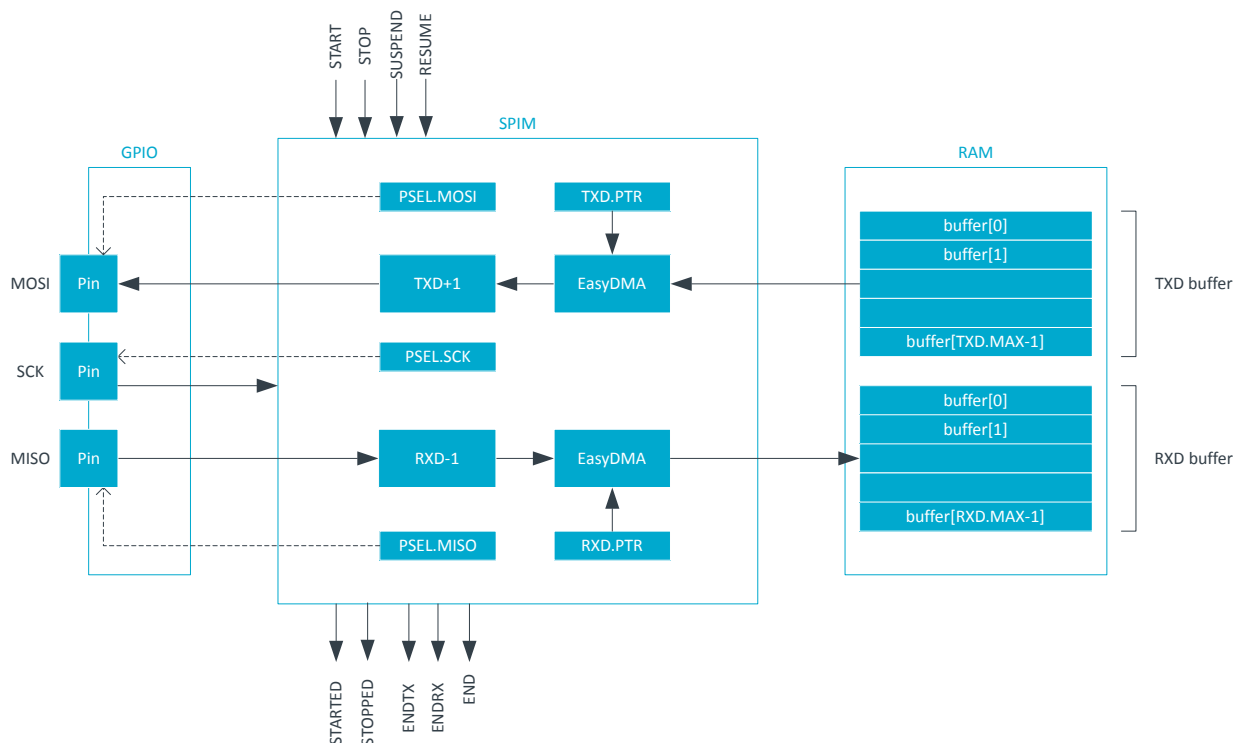 START
STOP
SUSPEND
RESUME
SPIM
GPIO
RAM
PSEL.MOSI
TXD.PTR
buffer[0]
buffer[1]
MOSI
Pin
TXD+1
EasyDMA
TXD buffer
buffer[TXD.MAX-1]
PSEL.SCK
SCK
Pin
buffer[0]
buffer[1]
MISO
Pin
RXD-1
EasyDMA
RXD buffer
buffer[RXD.MAX-1]
PSEL.MISO
RXD.PTR
STARTED
STOPPED
ENDTX
ENDRX
END